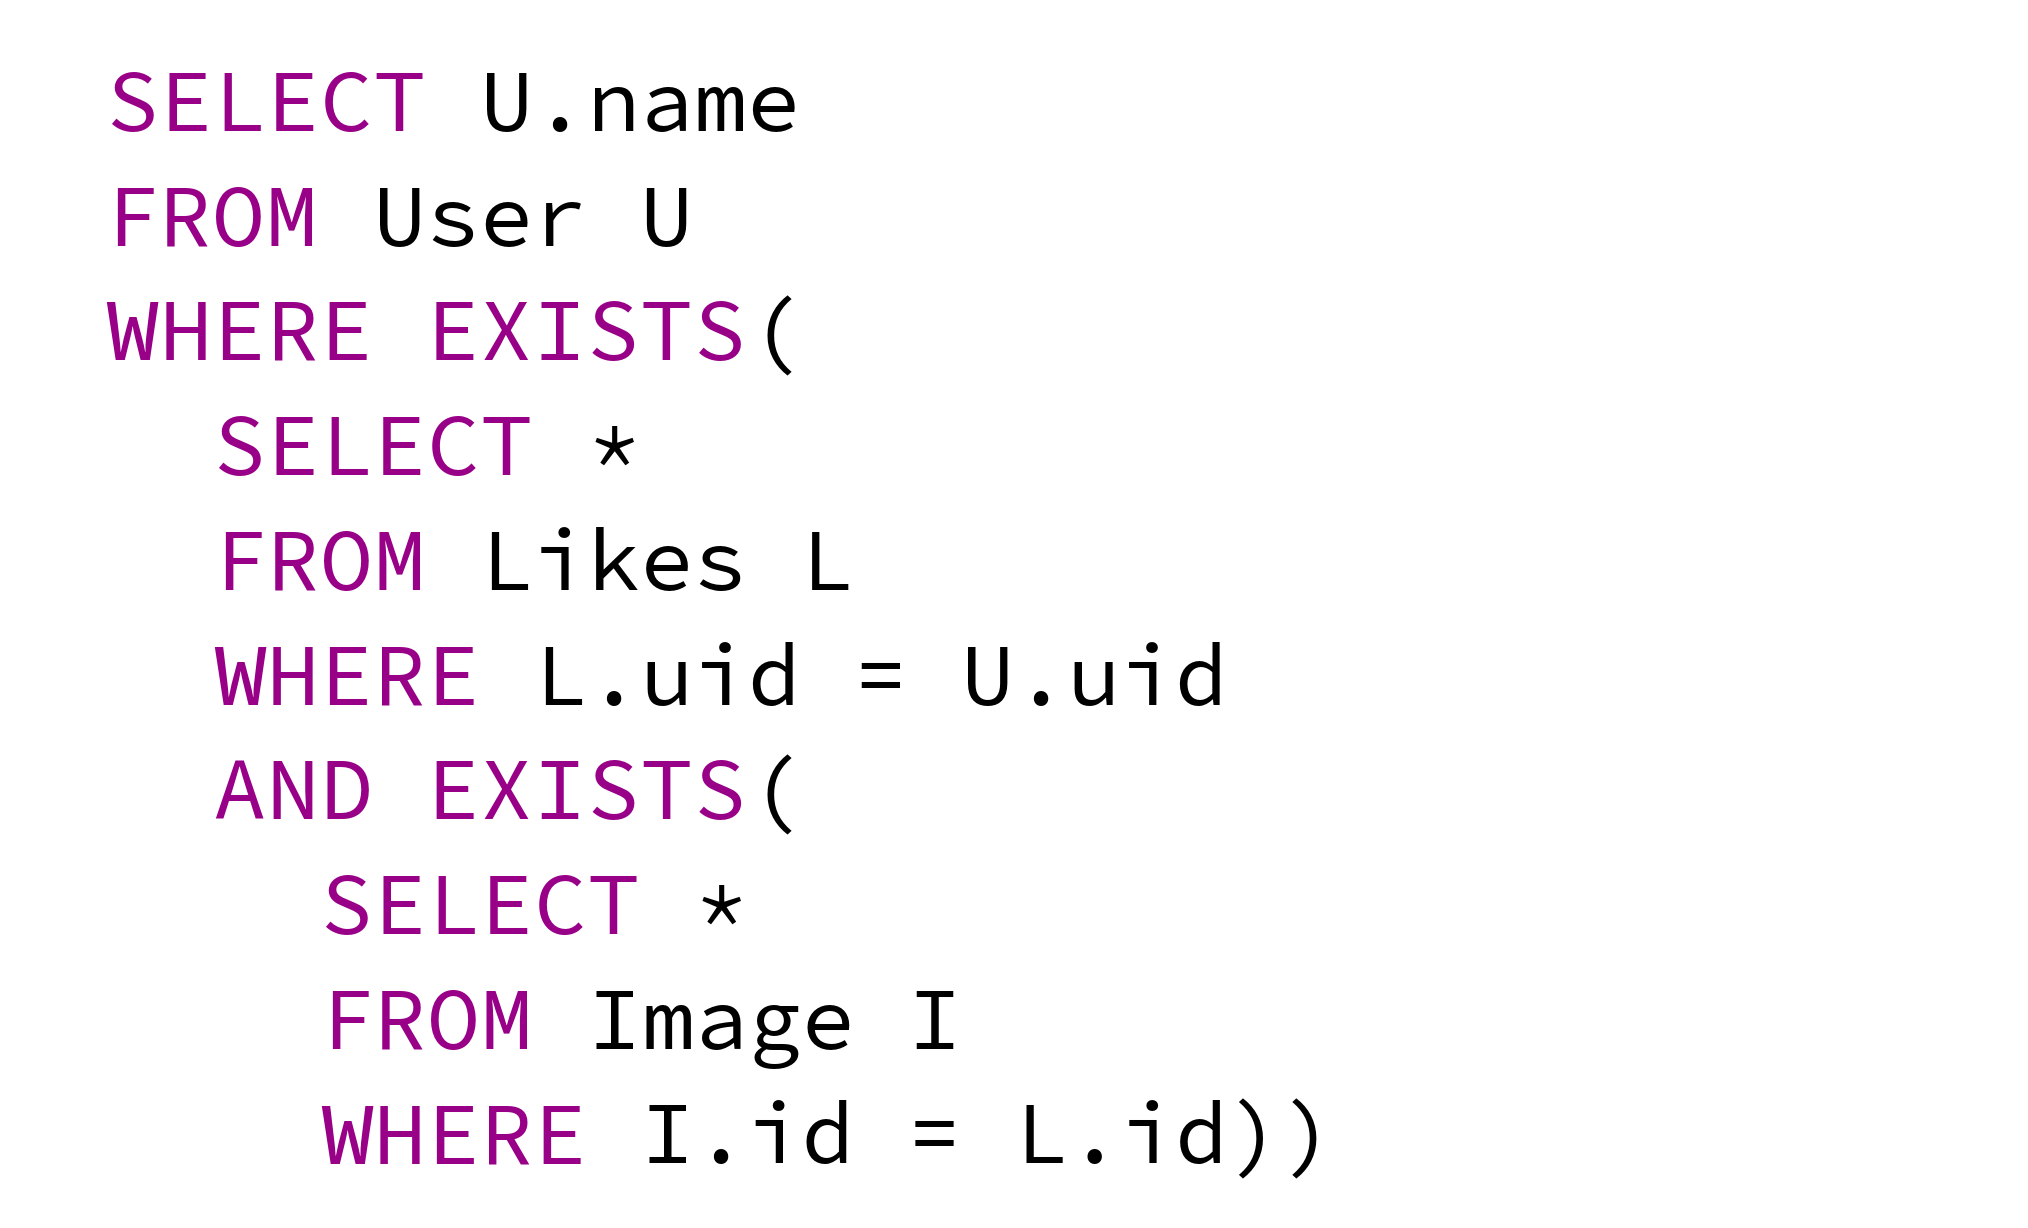 SELECT U.name
FROM User U
WHERE EXISTS(
SELECT *
FROM Likes L
WHERE L.uid = U.uid
AND EXISTS(
SELECT *
FROM Image I
WHERE I.id = L.id))